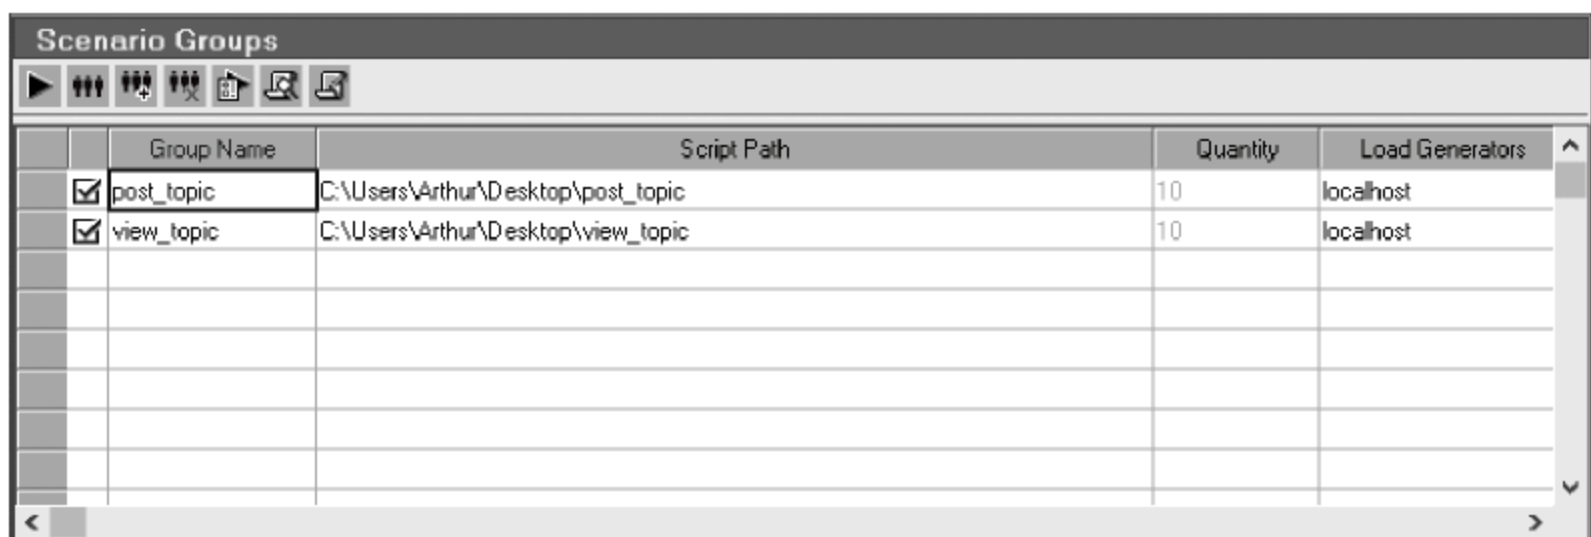 Scenario Groups
Group Name Script Path Quantity Load Generators
post_topic C:\Users\Arthur\Desktop\post_topic 10 localhost
view_topic C:\Users\Arthur\Desktop\view_topic 10 localhost